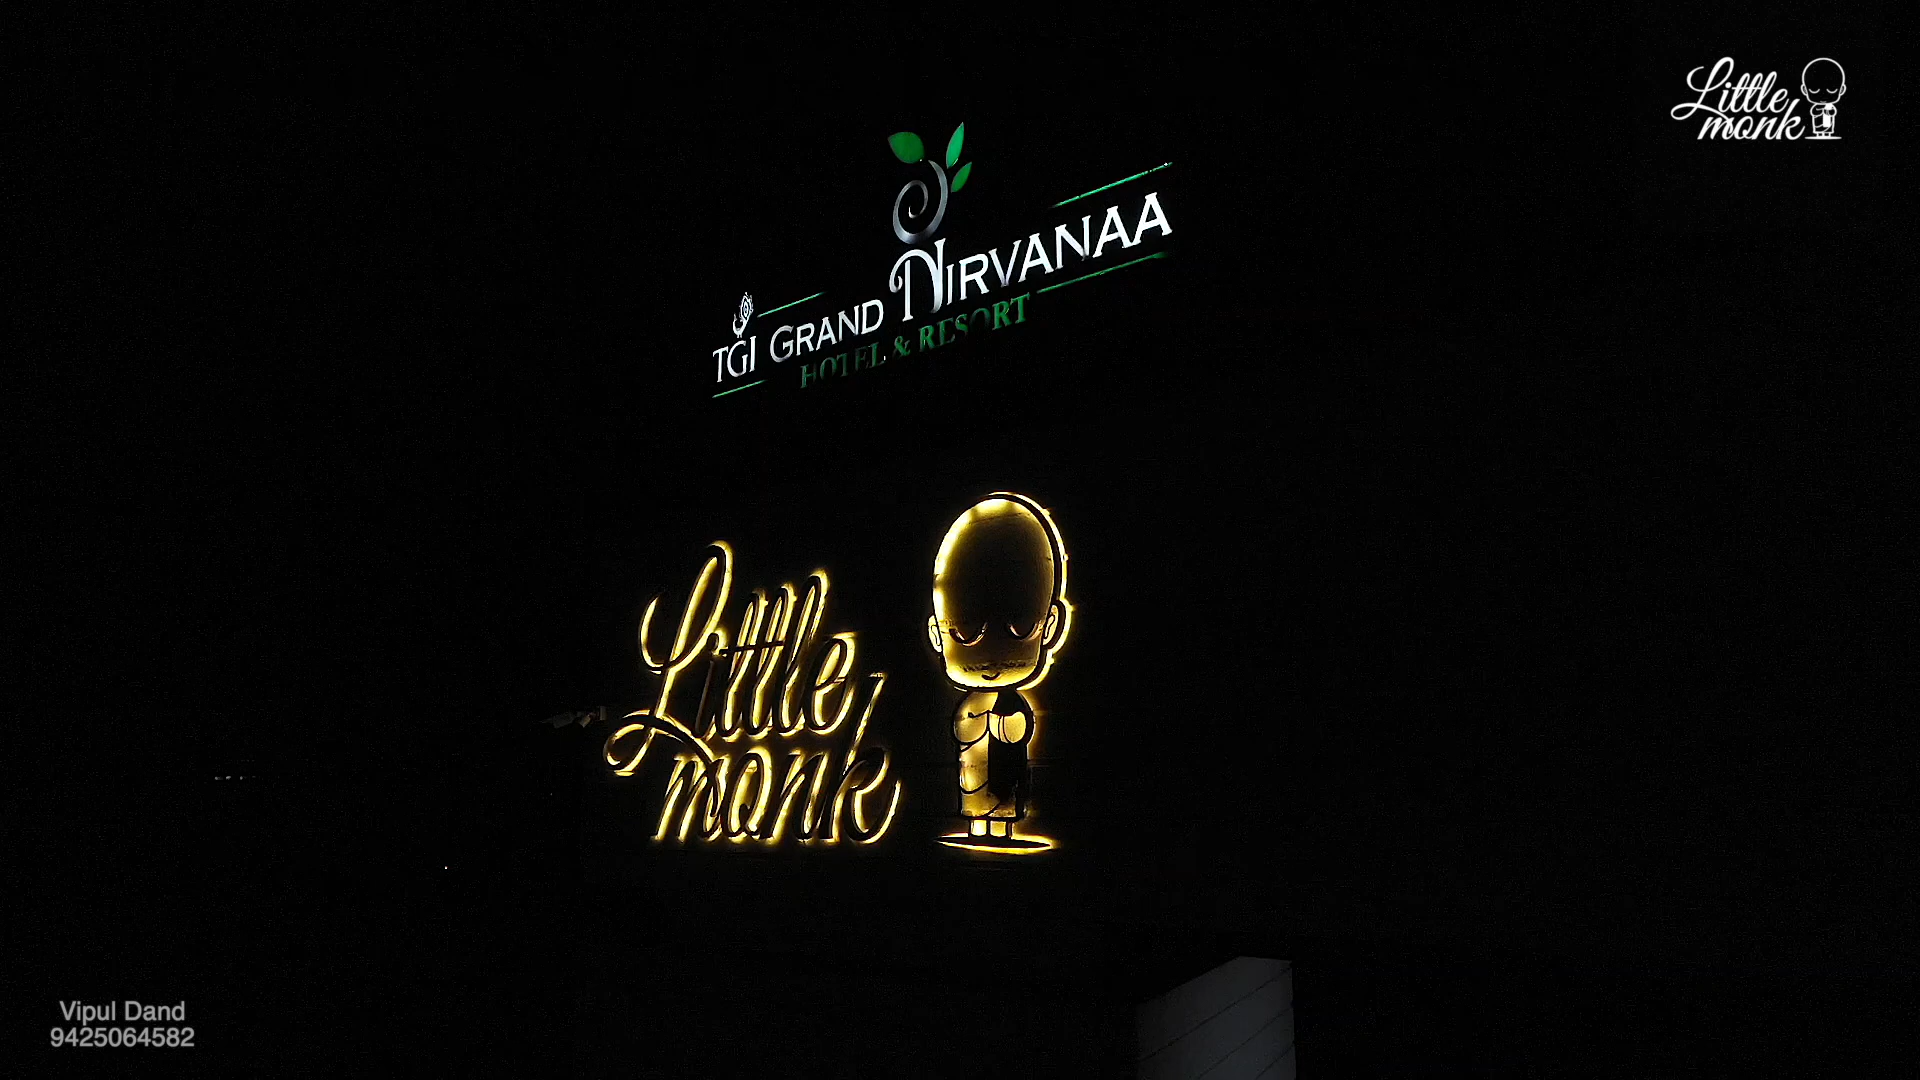 Little
monk
TGI GRAND NIRVANAA
HOTEL & RESORT
Little
monk
Vipul Dand
9425064582